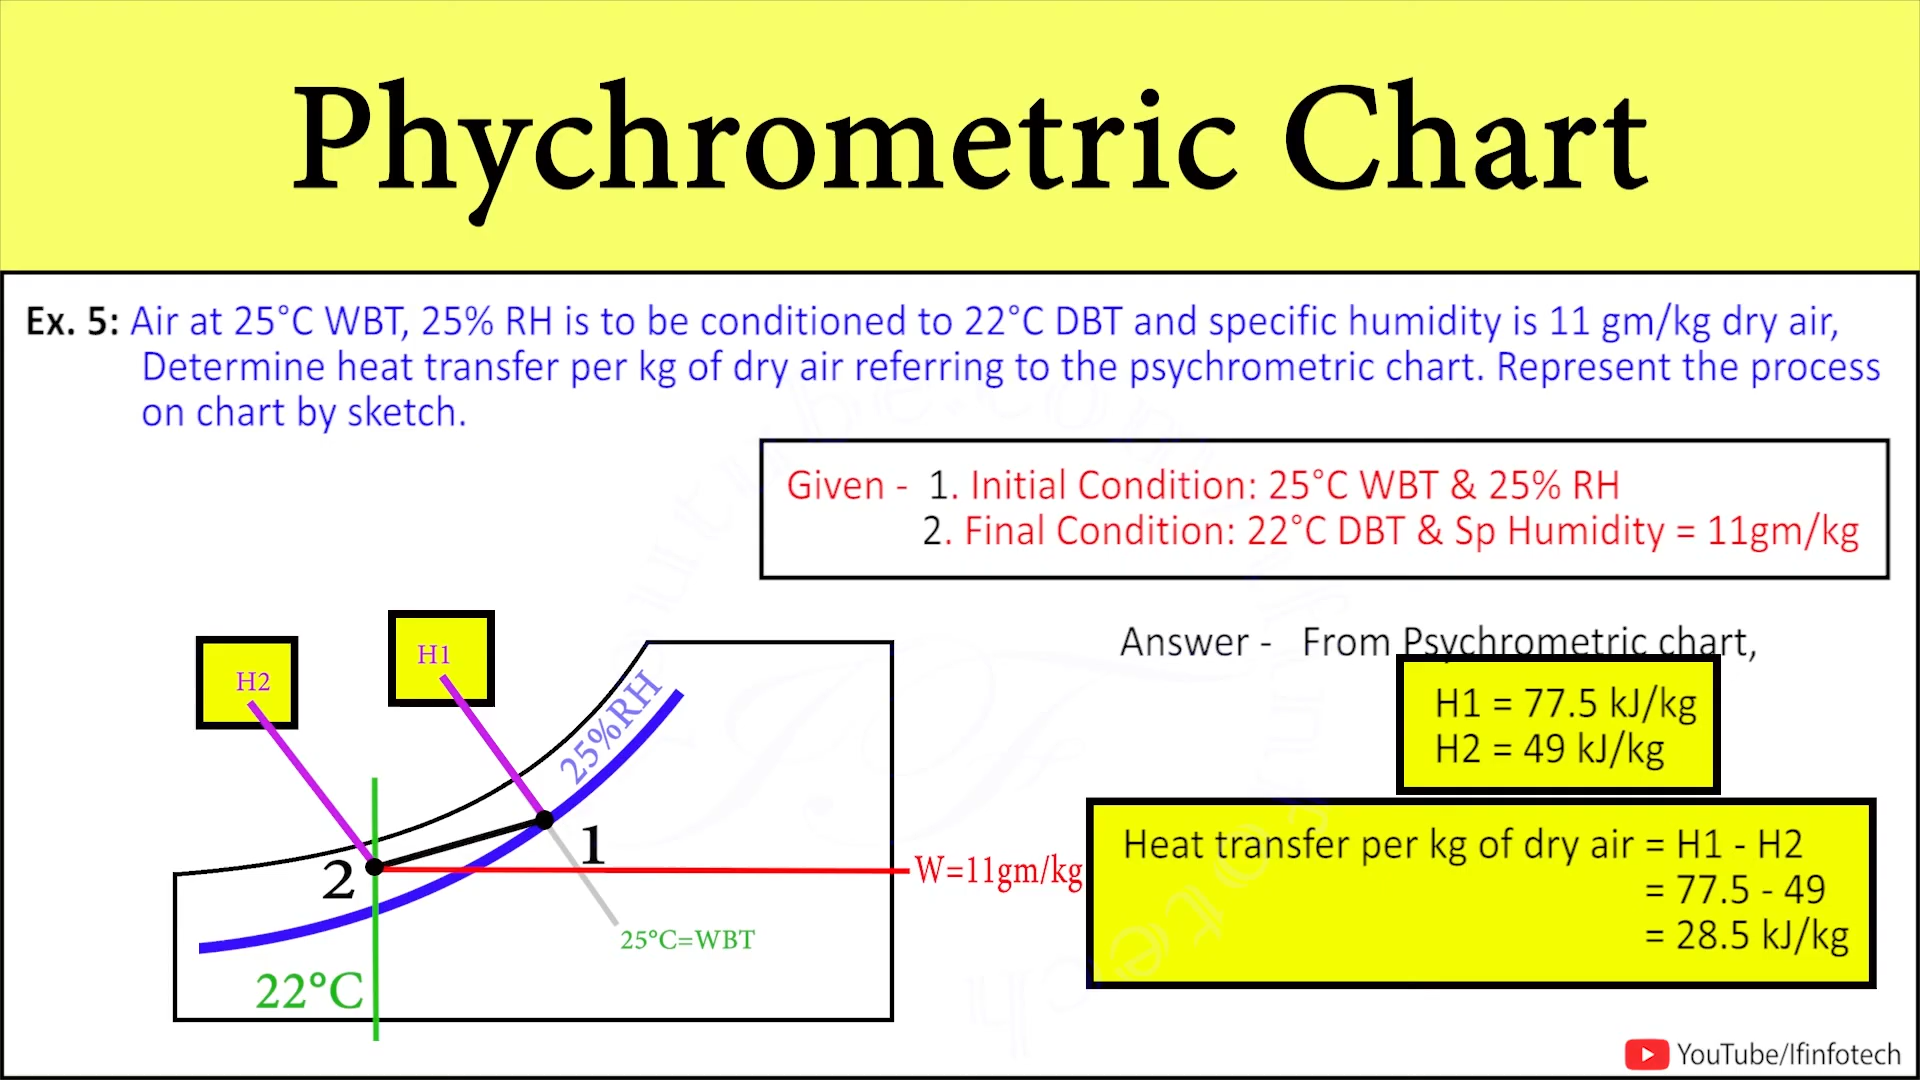 Phychrometric Chart
Ex. 5: Air at 25°C WBT, 25% RH is to be conditioned to 22°C DBT and specific humidity is 11 gm/kg dry air,
Determine heat transfer per kg of dry air referring to the psychrometric chart. Represent the process
on chart by sketch.
Given - 1. Initial Condition: 25°C WBT & 25% RH
2. Final Condition: 22°C DBT & Sp Humidity = 11gm/kg
Answer - From Psychrometric chart,
H1 = 77.5 kJ/kg
H2 = 49 kJ/kg
Heat transfer per kg of dry air = H1 - H2
= 77.5 - 49
= 28.5 kJ/kg
H1
H2
25%RH
1
2
W=11gm/kg
25°C=WBT
22°C
YouTube/lfinfotech